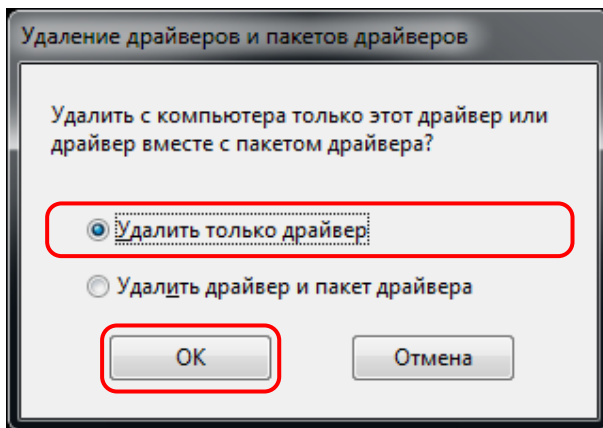 Удаление драйверов и пакетов драйверов
Удалить с компьютера только этот драйвер или
драйвер вместе с пакетом драйвера?
Удалить только драйвер
Удалить драйвер и пакет драйвера
ОК
Отмена